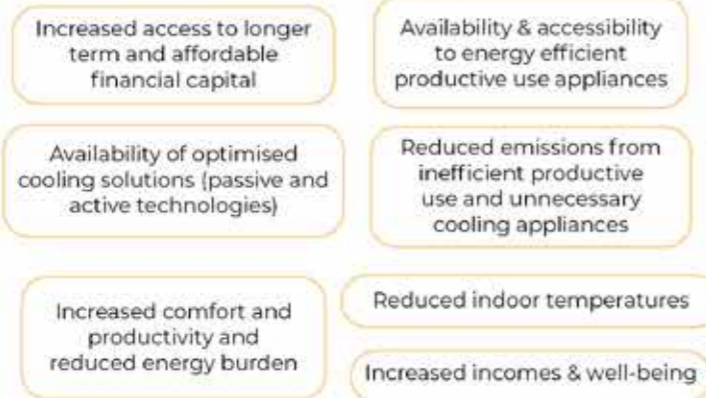 Increased access to longer
term and affordable
financial capital
Availability & accessibility
to energy efficient
productive use appliances
Availability of optimised
cooling solutions (passive and
active technologies)
Reduced emissions from
inefficient productive
use and unnecessary
cooling appliances
Increased comfort and
productivity and
reduced energy burden
Reduced indoor temperatures
Increased incomes & well-being